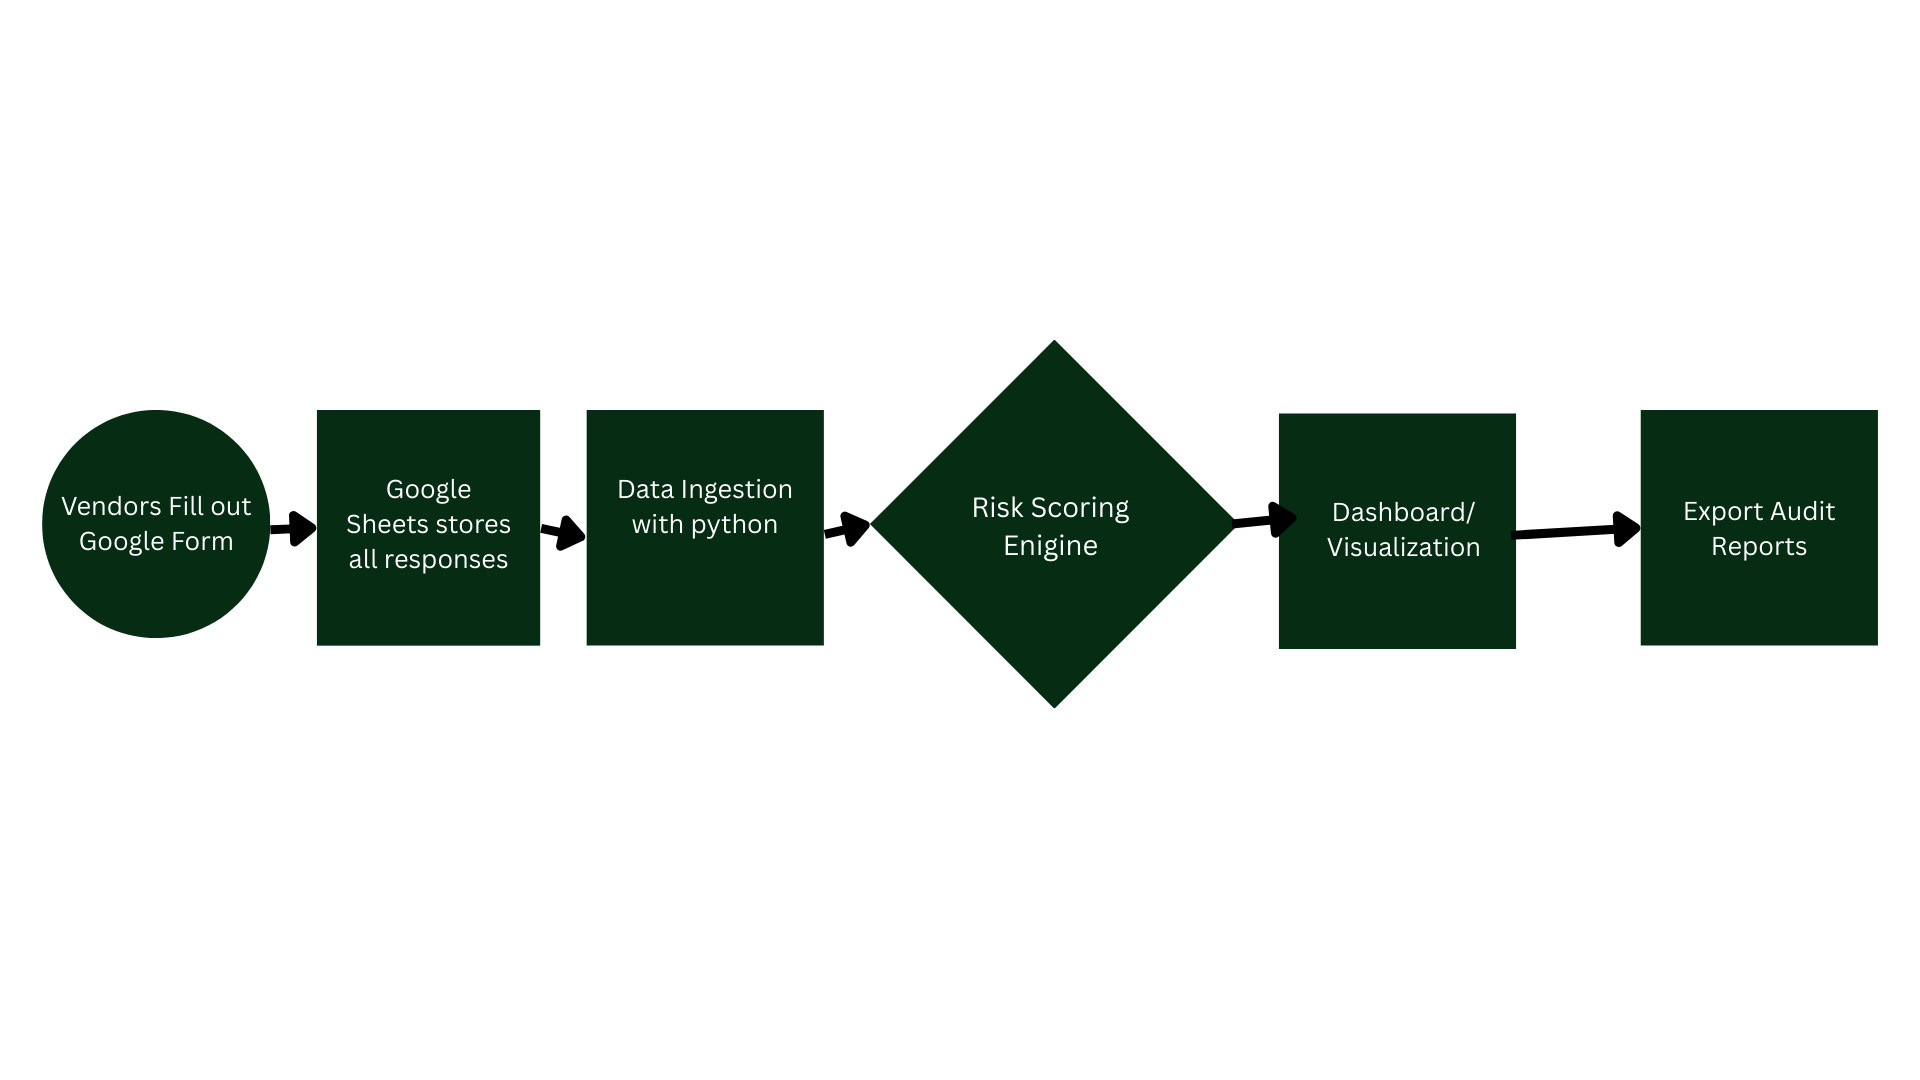 Vendors Fill out
Google Form
Google
Sheets stores
all responses
Data Ingestion
with python
Risk Scoring
Enigine
Dashboard/
Visualization
Export Audit
Reports